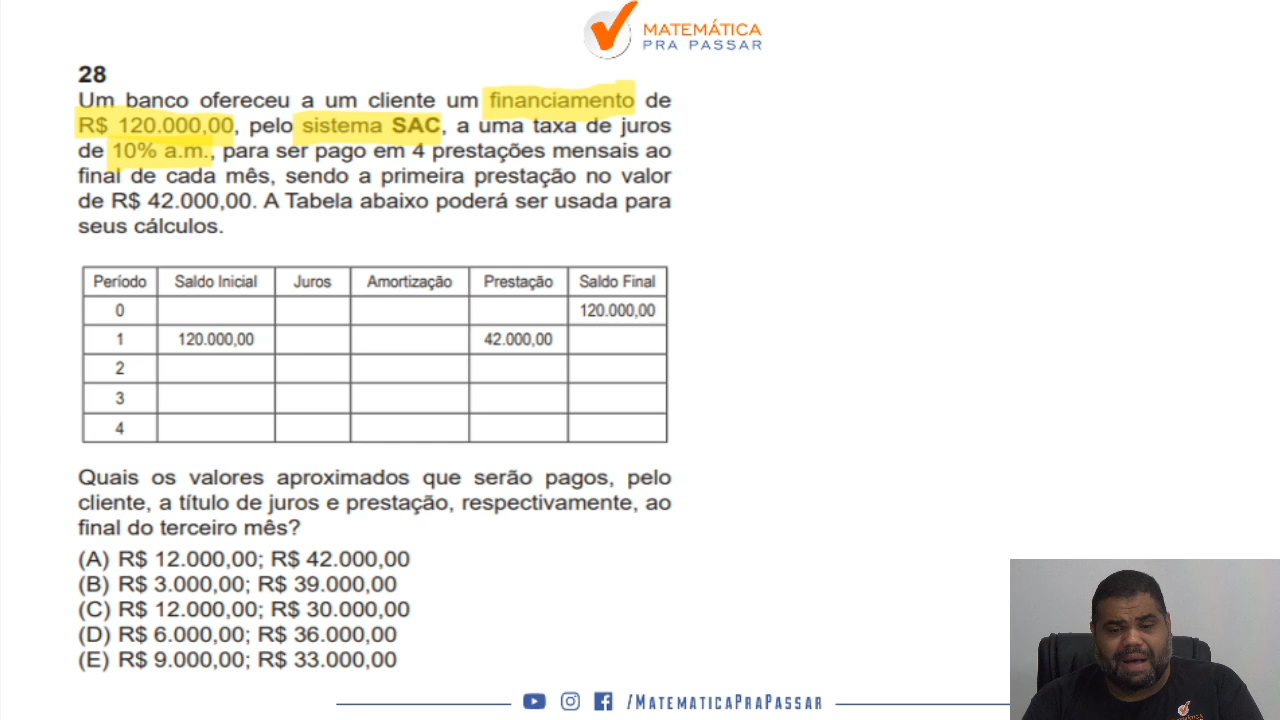 MATEMÁTICA
PRA PASSAR
28
Um banco ofereceu a um cliente um financiamento de
R$ 120.000,00, pelo sistema SAC, a uma taxa de juros
de 10% a.m., para ser pago em 4 prestações mensais ao
final de cada mês, sendo a primeira prestação no valor
de R$ 42.000,00. A Tabela abaixo poderá ser usada para
seus cálculos.
Período Saldo Inicial Juros Amortização Prestação Saldo Final
0 120.000,00
1 120.000,00 42.000,00
2
3
4
Quais os valores aproximados que serão pagos, pelo
cliente, a título de juros e prestação, respectivamente, ao
final do terceiro mês?
(A) R$ 12.000,00; R$ 42.000,00
(B) R$ 3.000,00; R$ 39.000,00
(C) R$ 12.000,00; R$ 30.000,00
(D) R$ 6.000,00; R$ 36.000,00
(E) R$ 9.000,00; R$ 33.000,00
/MATEMATICAPRAPASSAR